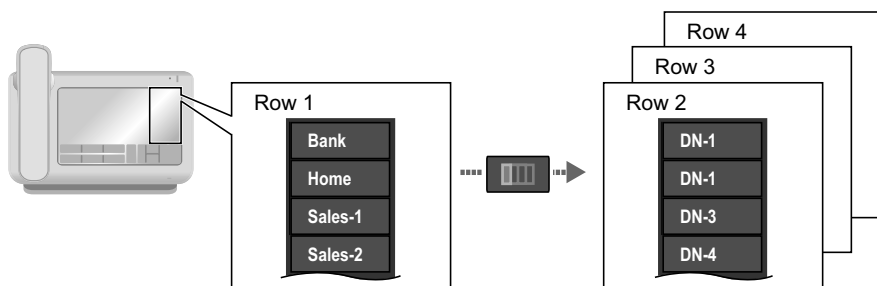 Row 1
Bank
Home
Sales-1
Sales-2
Row 4
Row 3
Row 2
DN-1
DN-1
DN-3
DN-4